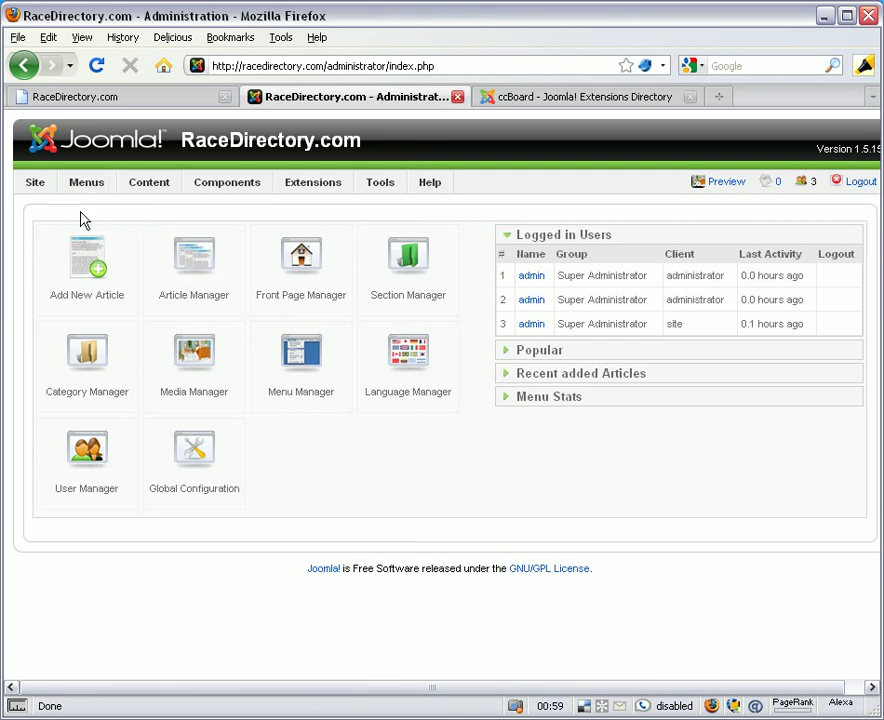 RaceDirectory.com - Administration - Mozilla Firefox
File Edit View History Delicious Bookmarks Tools Help
http://racedirectory.com/administrator/index.php Google
RaceDirectory.com RaceDirectory.com - Administrat... ccBoard - Joomla! Extensions Directory
Joomla! RaceDirectory.com
Version 1.5.15
Site Menus Content Components Extensions Tools Help Preview 0 3 Logout
Add New Article Article Manager Front Page Manager Section Manager
Category Manager Media Manager Menu Manager Language Manager
User Manager Global Configuration
Logged in Users
# Name Group Client Last Activity Logout
1 admin Super Administrator administrator 0.0 hours ago
2 admin Super Administrator administrator 0.0 hours ago
3 admin Super Administrator site 0.1 hours ago
Popular
Recent added Articles
Menu Stats
Joomla! is Free Software released under the GNU/GPL License.
Done 00:59 disabled PageRank Alexa